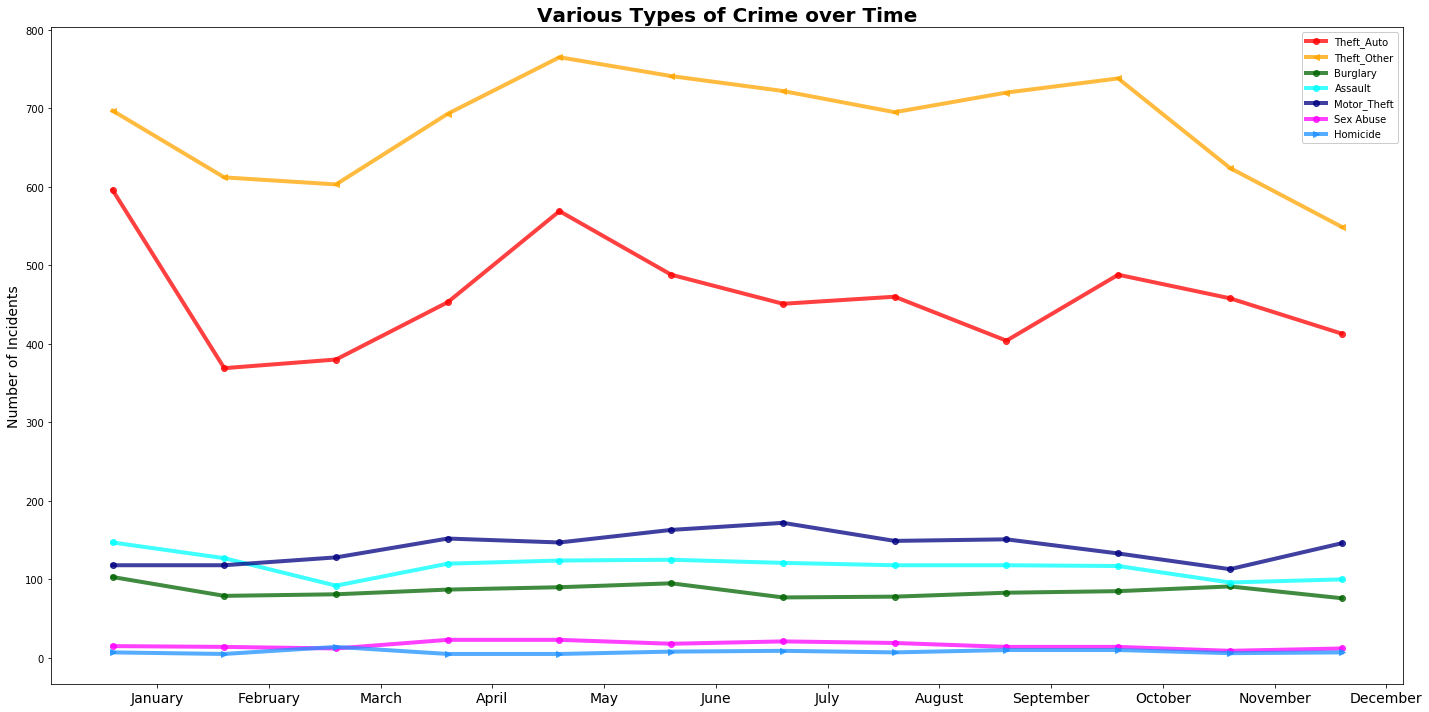 Various Types of Crime over Time
Theft_Auto
Theft_Other
Burglary
Assault
Motor_Theft
Sex Abuse
Homicide
Number of Incidents
800
700
600
500
400
300
200
100
0
January February March April May June July August September October November December